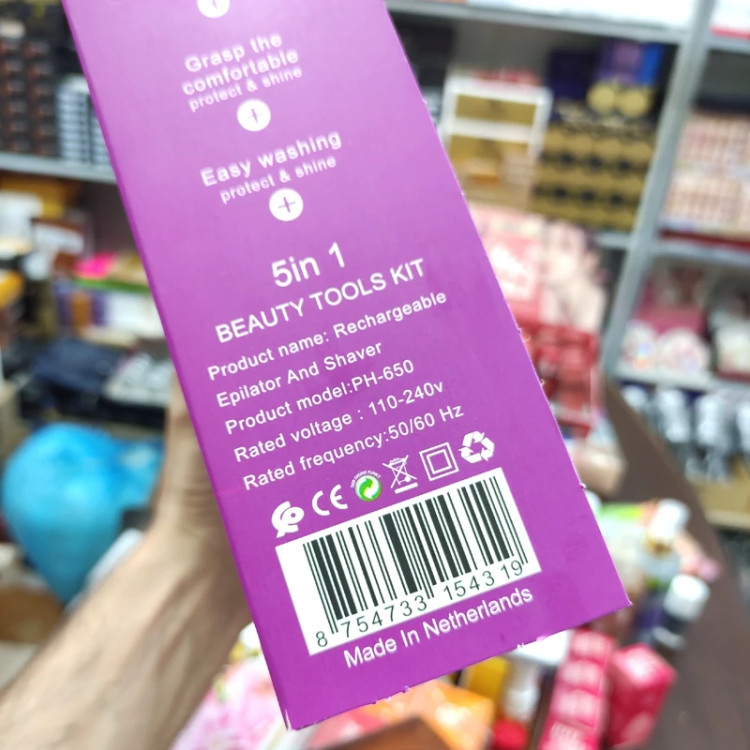 Grasp the
comfortable
protect & shine
Easy washing
protect & shine
5in 1
BEAUTY TOOLS KIT
Product name: Rechargeable
Epilator And Shaver
Product model:PH-650
Rated voltage : 110-240v
Rated frequency:50/60 Hz
CE
8 754733 154319
Made In Netherlands